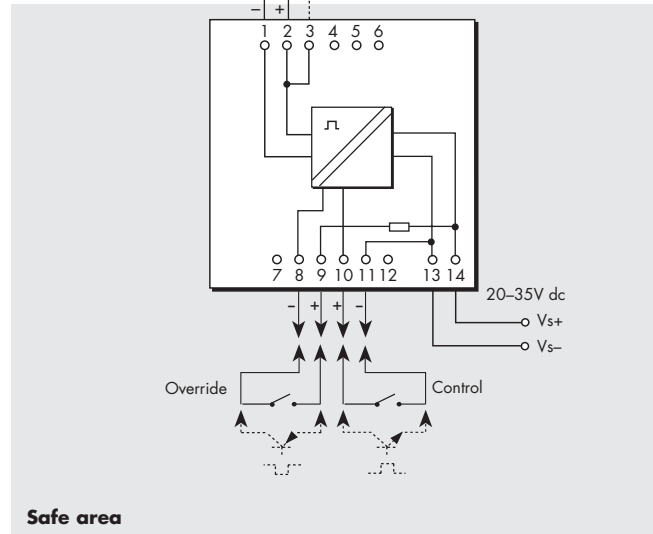 – +
1 2 3 4 5 6
7 8 9 10 11 12 13 14
20–35V dc
– + + –
Vs+
Vs–
Override
Control
Safe area